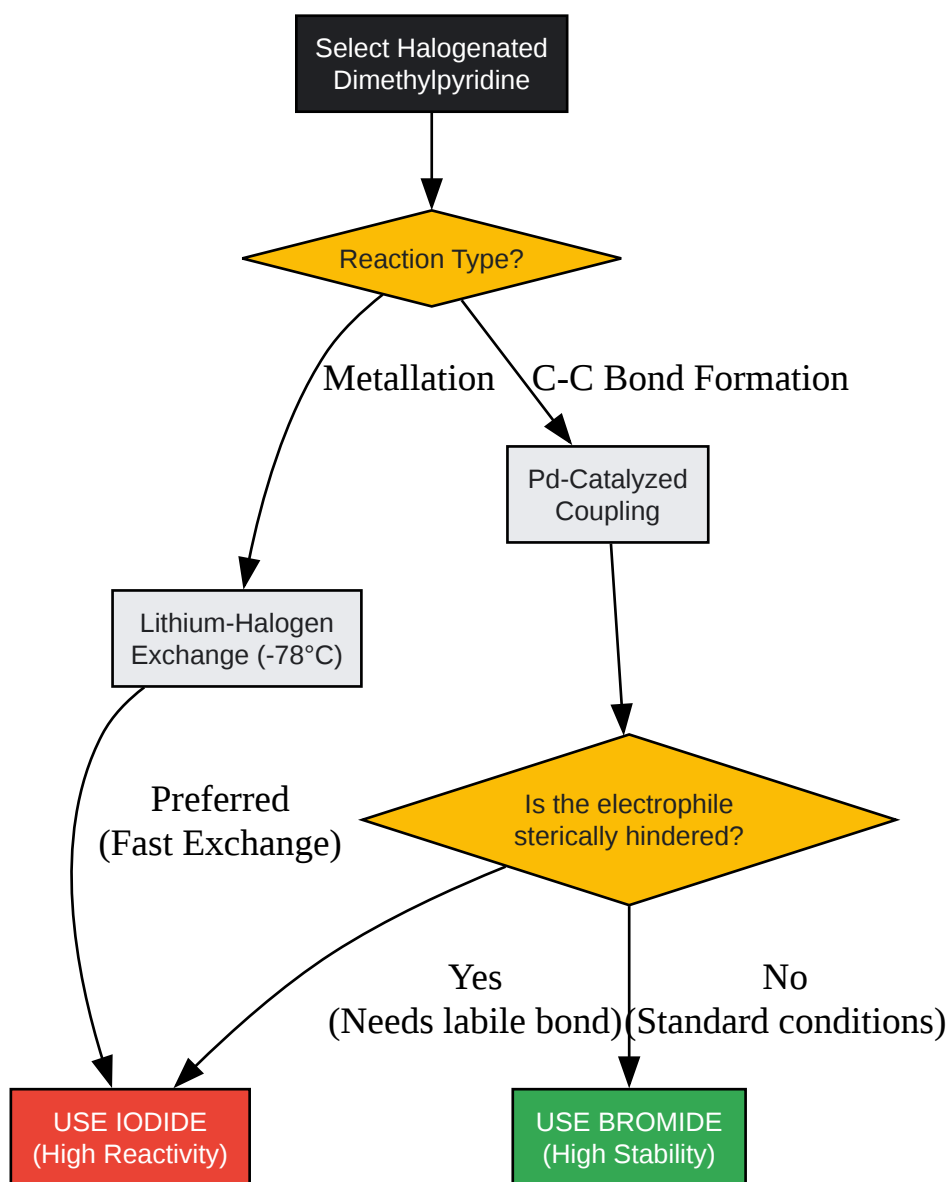 Select Halogenated
Dimethylpyridine
Reaction Type?
Metallation
C-C Bond Formation
Pd-Catalyzed
Coupling
Lithium-Halogen
Exchange (-78°C)
Preferred
(Fast Exchange)
Is the electrophile
sterically hindered?
Yes
(Needs labile bond)
No
(Standard conditions)
USE IODIDE
(High Reactivity)
USE BROMIDE
(High Stability)